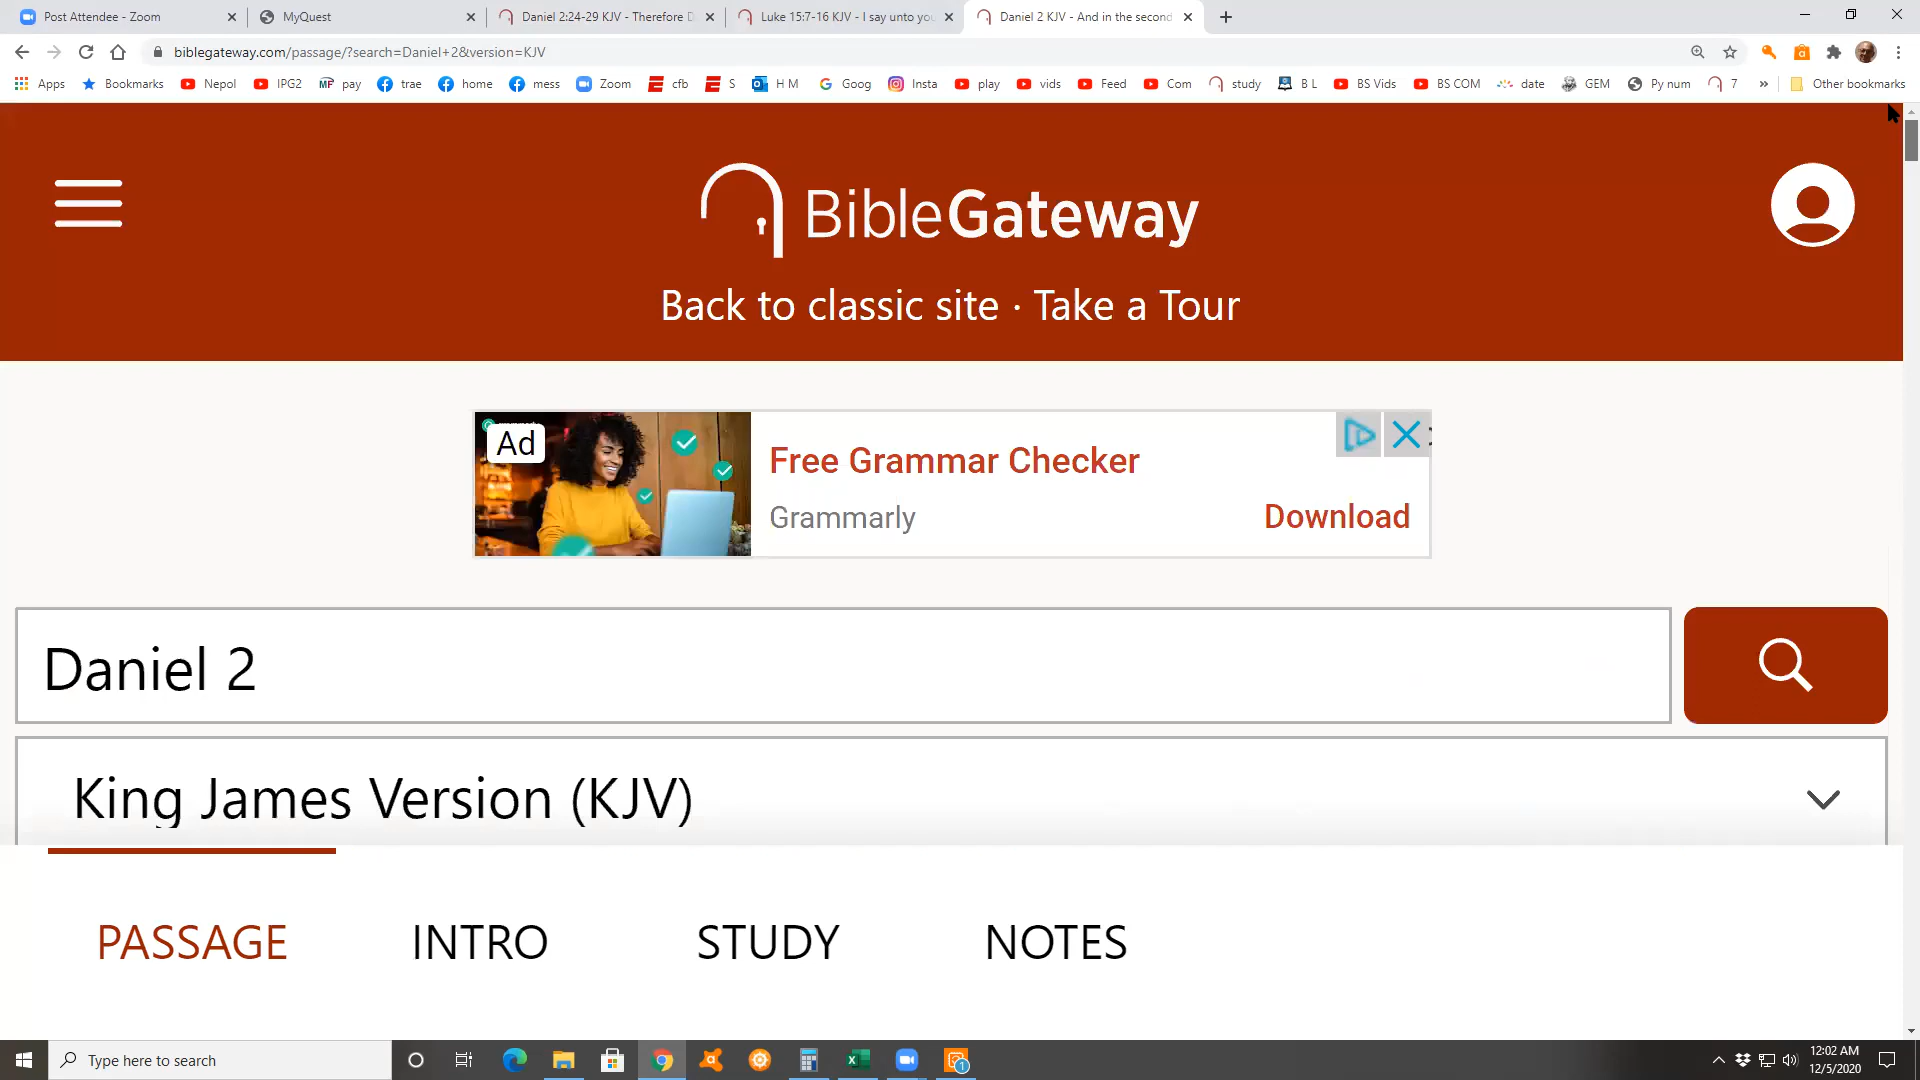 Post Attendee - Zoom
MyQuest
Daniel 2:24-29 KJV - Therefore D
Luke 15:7-16 KJV - I say unto you
Daniel 2 KJV - And in the second
biblegateway.com/passage/?search=Daniel+2&version=KJV
Apps
Bookmarks
Nepol
IPG2
MF pay
trae
home
mess
Zoom
cfb
S
H M
Goog
Insta
play
vids
Feed
Com
study
B L
BS Vids
BS COM
date
GEM
Py num
7
»
Other bookmarks
BibleGateway
Back to classic site · Take a Tour
Ad
Free Grammar Checker
Grammarly
Download
Daniel 2
King James Version (KJV)
PASSAGE
INTRO
STUDY
NOTES
Type here to search
1
12:02 AM
12/5/2020